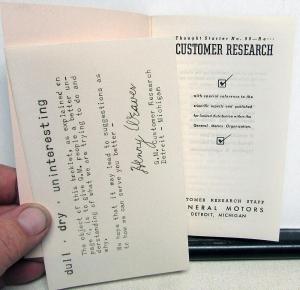 dull · dry · uninteresting
The object of this booklet, as explained on
page 2, is to give G.M. people a better un-
derstanding of what we are trying to do and
why.
We hope that it may lead to suggestions as
to how we can serve you better -
Henry Weaver
Customer Research
Detroit - Michigan
Thought Starter No. 99
CUSTOMER RESEARCH
with special reference to the
scientific aspects and published
for limited distribution within the
General Motors Organization.
CUSTOMER RESEARCH STAFF
GENERAL MOTORS
DETROIT, MICHIGAN